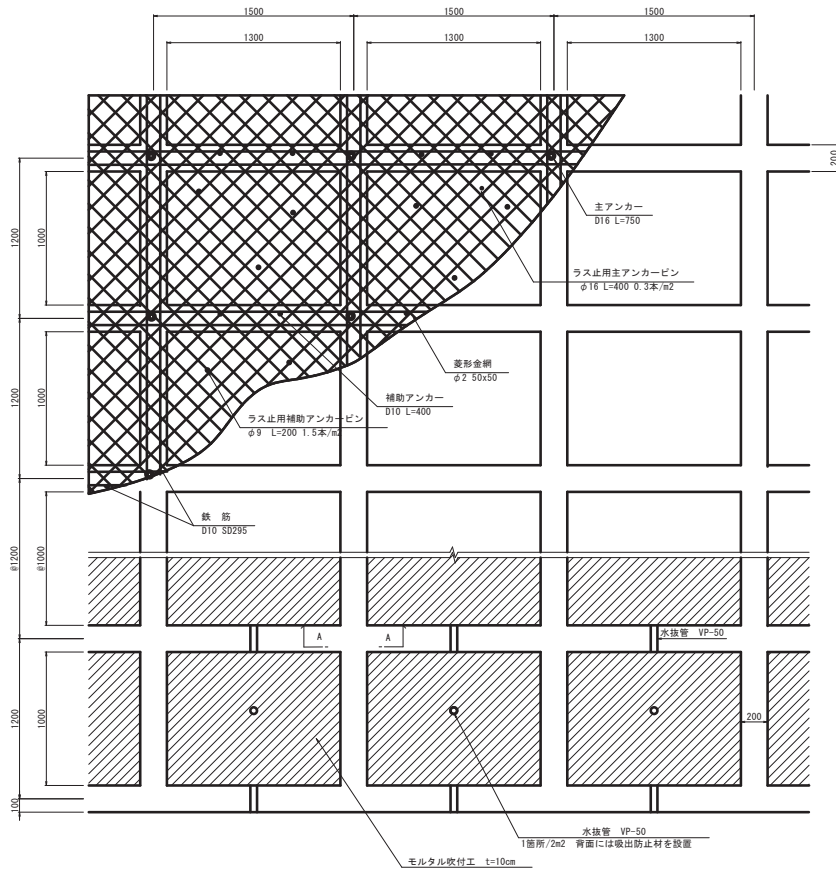 1500
1500
1500
1300
1300
1300
200
1200
1000
主アンカー
D16 L=750
ラス止用主アンカーピン
φ16 L=400 0.3本/m2
菱形金網
φ2 50x50
1200
1000
補助アンカー
D10 L=400
ラス止用補助アンカーピン
φ9 L=200 1.5本/m2
鉄 筋
D10 SD295
@1200
@1000
A
A
水抜管 VP-50
1200
1000
200
100
水抜管 VP-50
1箇所/2m2 背面には吸出防止材を設置
モルタル吹付工 t=10cm